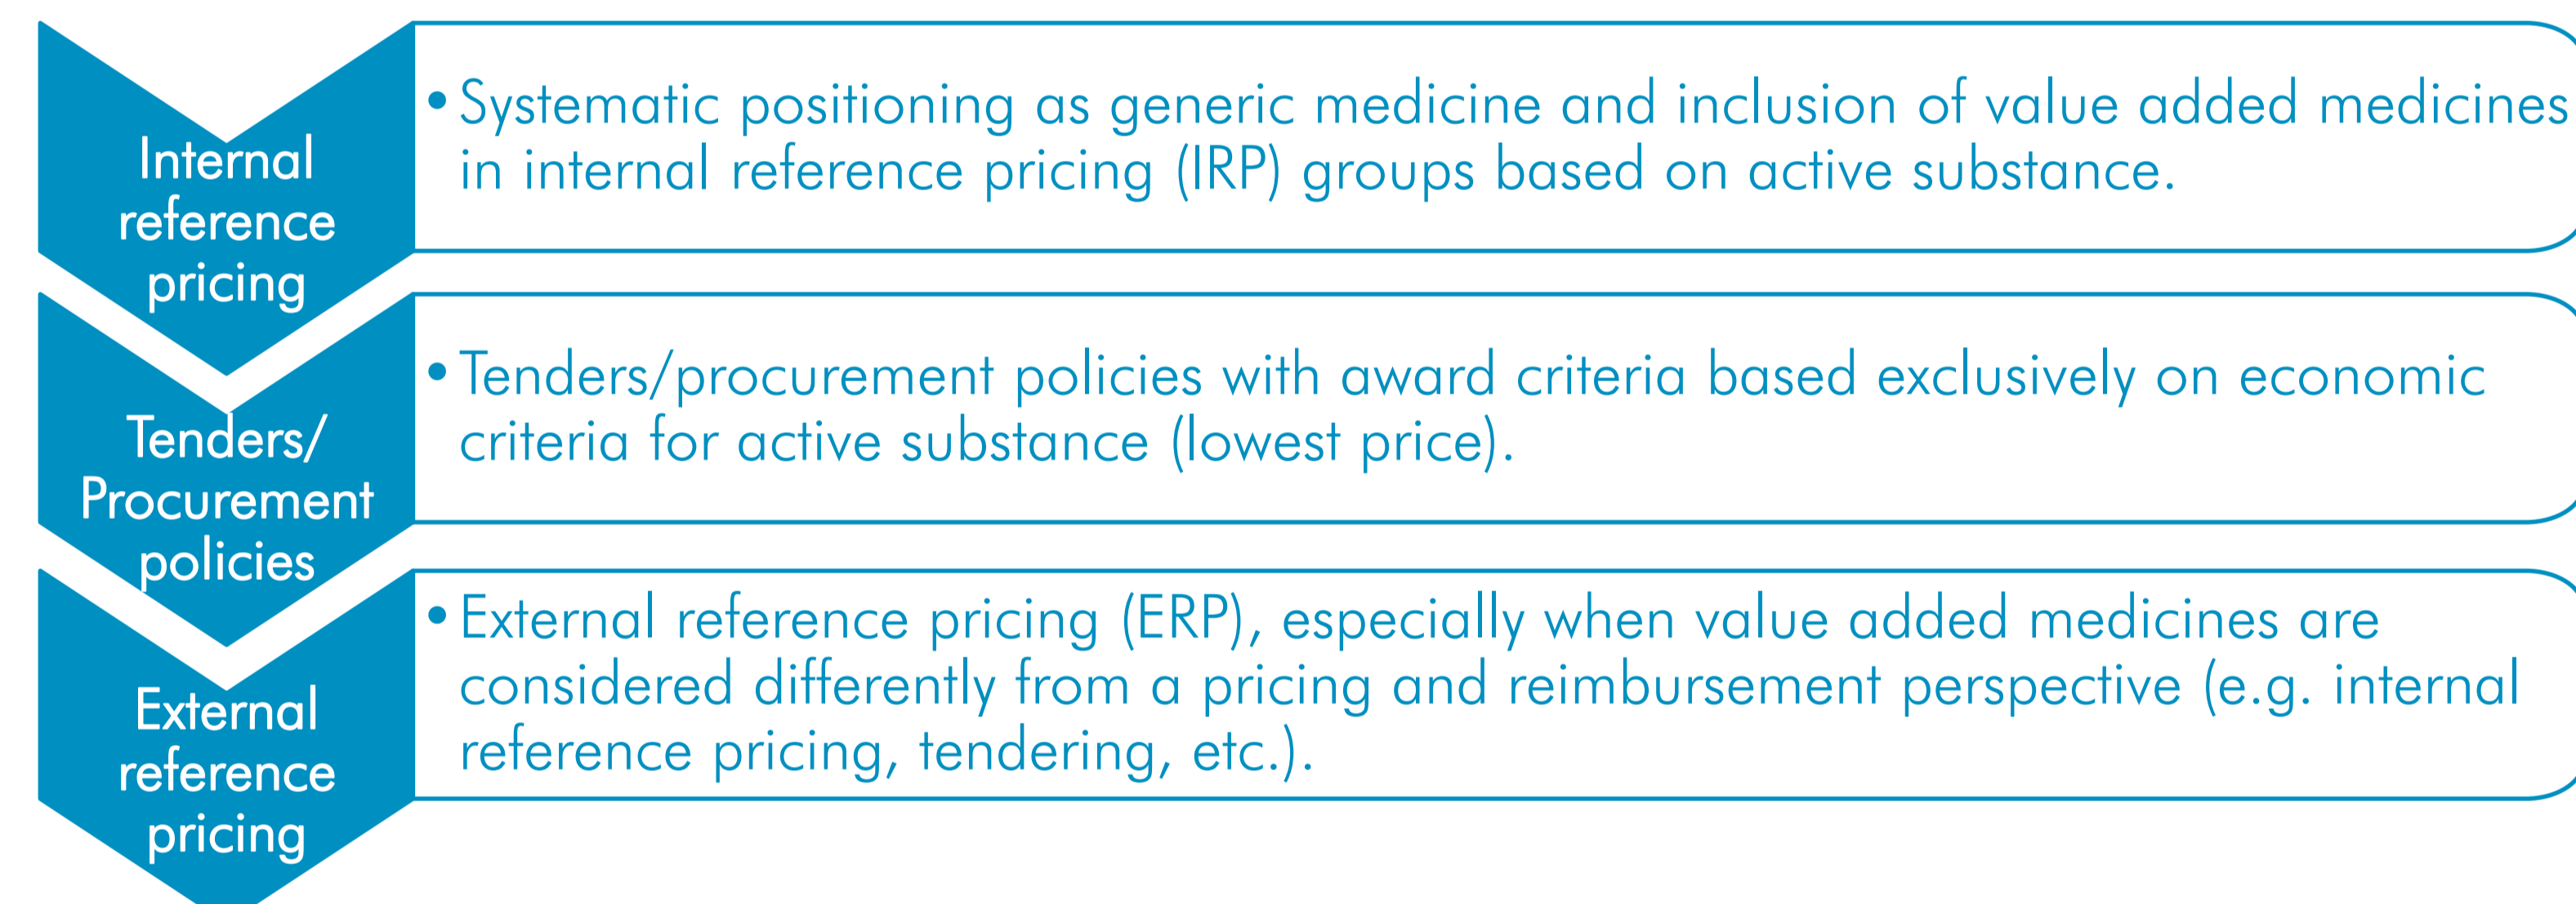 Internal
reference
pricing
• Systematic positioning as generic medicine and inclusion of value added medicines
in internal reference pricing (IRP) groups based on active substance.
Tenders/
Procurement
policies
• Tenders/procurement policies with award criteria based exclusively on economic
criteria for active substance (lowest price).
External
reference
pricing
• External reference pricing (ERP), especially when value added medicines are
considered differently from a pricing and reimbursement perspective (e.g. internal
reference pricing, tendering, etc.).